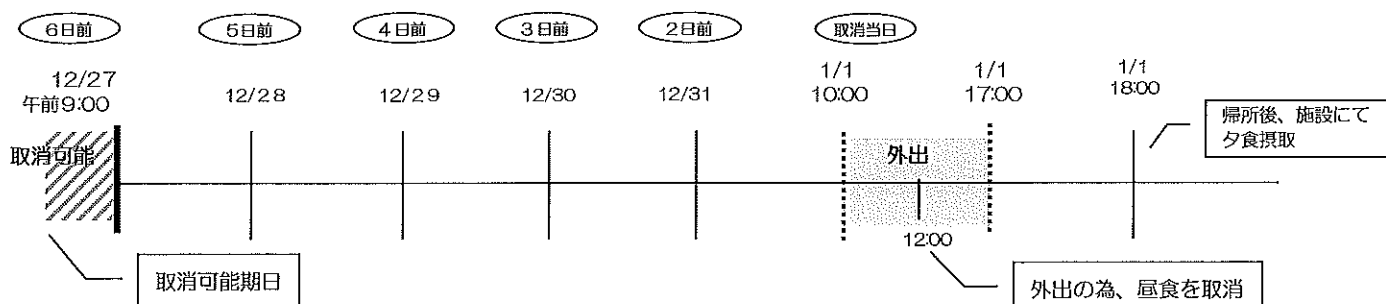 6日前
5日前
4日前
3日前
2日前
取消当日
12/27
午前9:00
12/28
12/29
12/30
12/31
1/1
10:00
1/1
17:00
1/1
18:00
帰所後、施設にて
夕食摂取
取消可能
外出
12:00
取消可能期日
外出の為、昼食を取消